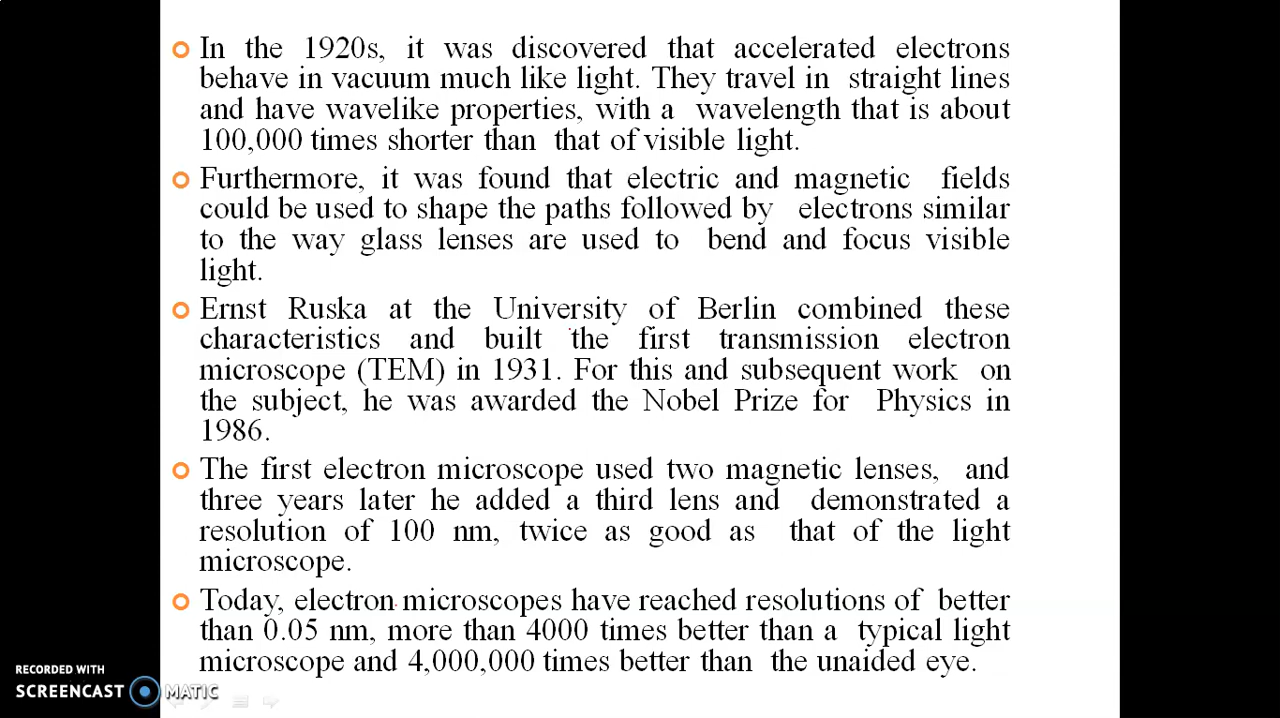 In the 1920s, it was discovered that accelerated electrons
behave in vacuum much like light. They travel in straight lines
and have wavelike properties, with a wavelength that is about
100,000 times shorter than that of visible light.
Furthermore, it was found that electric and magnetic fields
could be used to shape the paths followed by electrons similar
to the way glass lenses are used to bend and focus visible
light.
Ernst Ruska at the University of Berlin combined these
characteristics and built the first transmission electron
microscope (TEM) in 1931. For this and subsequent work on
the subject, he was awarded the Nobel Prize for Physics in
1986.
The first electron microscope used two magnetic lenses, and
three years later he added a third lens and demonstrated a
resolution of 100 nm, twice as good as that of the light
microscope.
Today, electron microscopes have reached resolutions of better
than 0.05 nm, more than 4000 times better than a typical light
microscope and 4,000,000 times better than the unaided eye.
RECORDED WITH
SCREENCAST MATIC